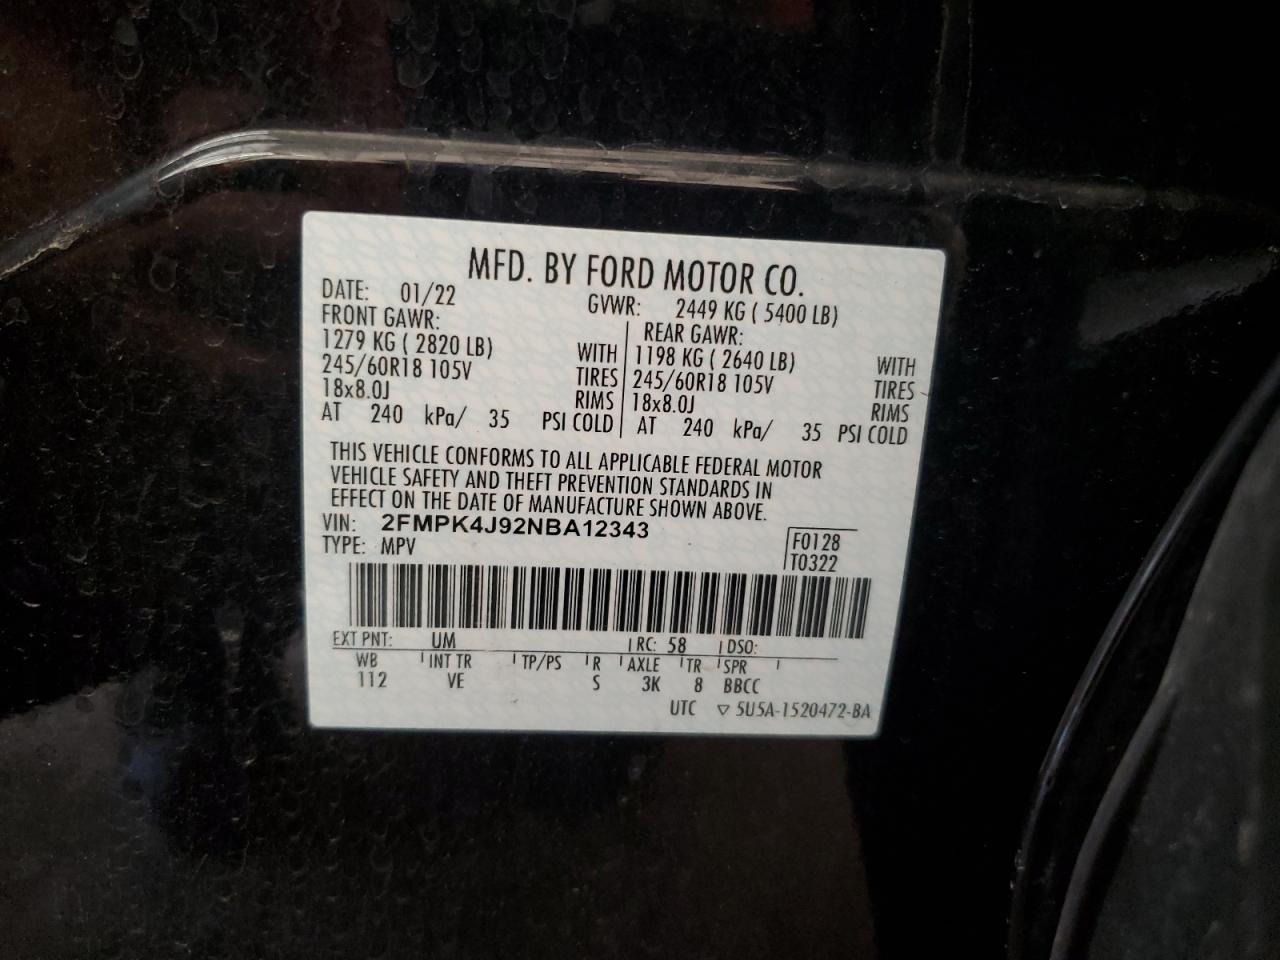 MFD. BY FORD MOTOR CO.
DATE: 01/22 GVWR: 2449 KG ( 5400 LB)
FRONT GAWR: REAR GAWR:
1279 KG ( 2820 LB) WITH 1198 KG ( 2640 LB) WITH
245/60R18 105V TIRES 245/60R18 105V TIRES
18x8.0J RIMS 18x8.0J RIMS
AT 240 kPa/ 35 PSI COLD AT 240 kPa/ 35 PSI COLD
THIS VEHICLE CONFORMS TO ALL APPLICABLE FEDERAL MOTOR
VEHICLE SAFETY AND THEFT PREVENTION STANDARDS IN
EFFECT ON THE DATE OF MANUFACTURE SHOWN ABOVE.
VIN: 2FMPK4J92NBA12343
TYPE: MPV
F0128
T0322
EXT PNT: UM RC: 58 DSO:
WB INT TR TP/PS R AXLE TR SPR
112 VE S 3K 8 BBCC
UTC ▽ 5U5A-1520472-BA